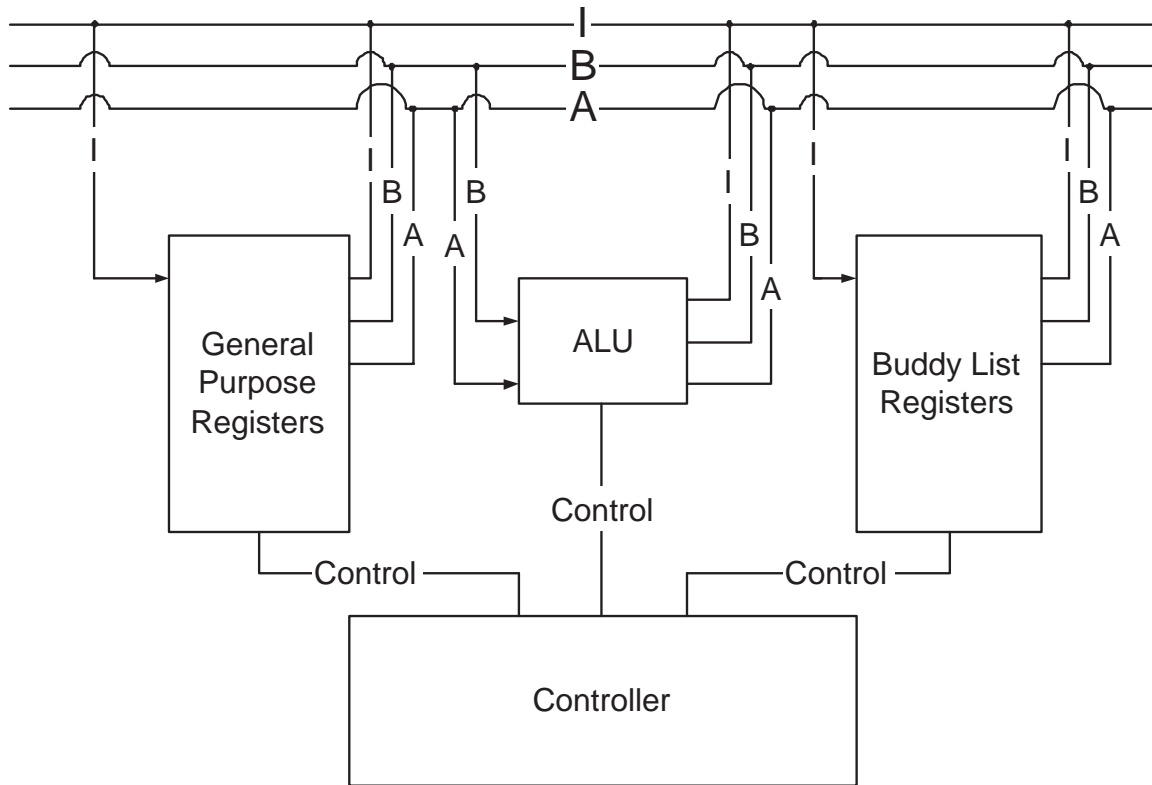 I
B
A
I
I
B
A
A
B
I
B
A
I
I
B
A
General
Purpose
Registers
ALU
Buddy List
Registers
Control
Control
Control
Controller